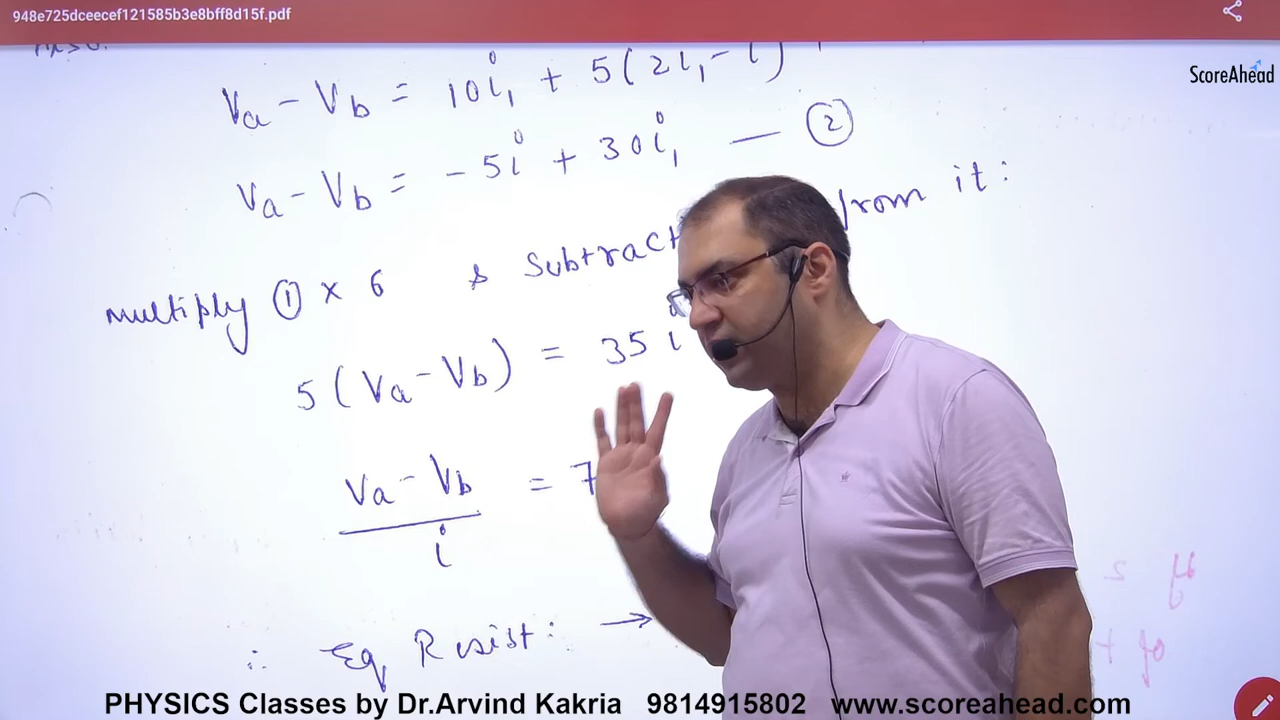 948e725dceecef121585b3e8bff8d15f.pdf
ScoreAhead
Va - Vb = 10i₁ + 5(2i₁ - i)
Va - Vb = -5i + 30i₁ — ②
multiply ① × 6 & Subtract from it:
5(Va - Vb) = 35 i
Va - Vb = 7
i
∴ Eq Resist: →
PHYSICS Classes by Dr.Arvind Kakria 9814915802 www.scoreahead.com